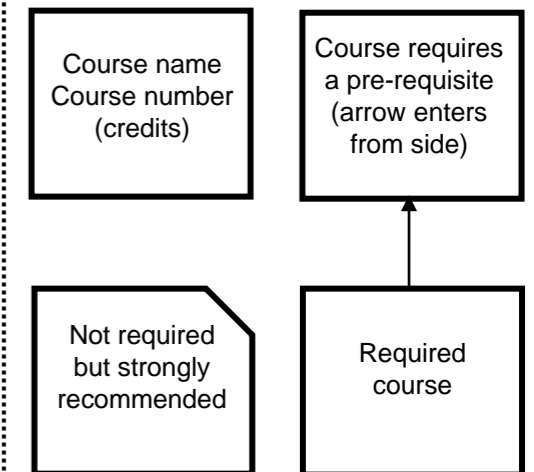 Course name
Course number
(credits)
Course requires
a pre-requisite
(arrow enters
from side)
Not required
but strongly
recommended
Required
course